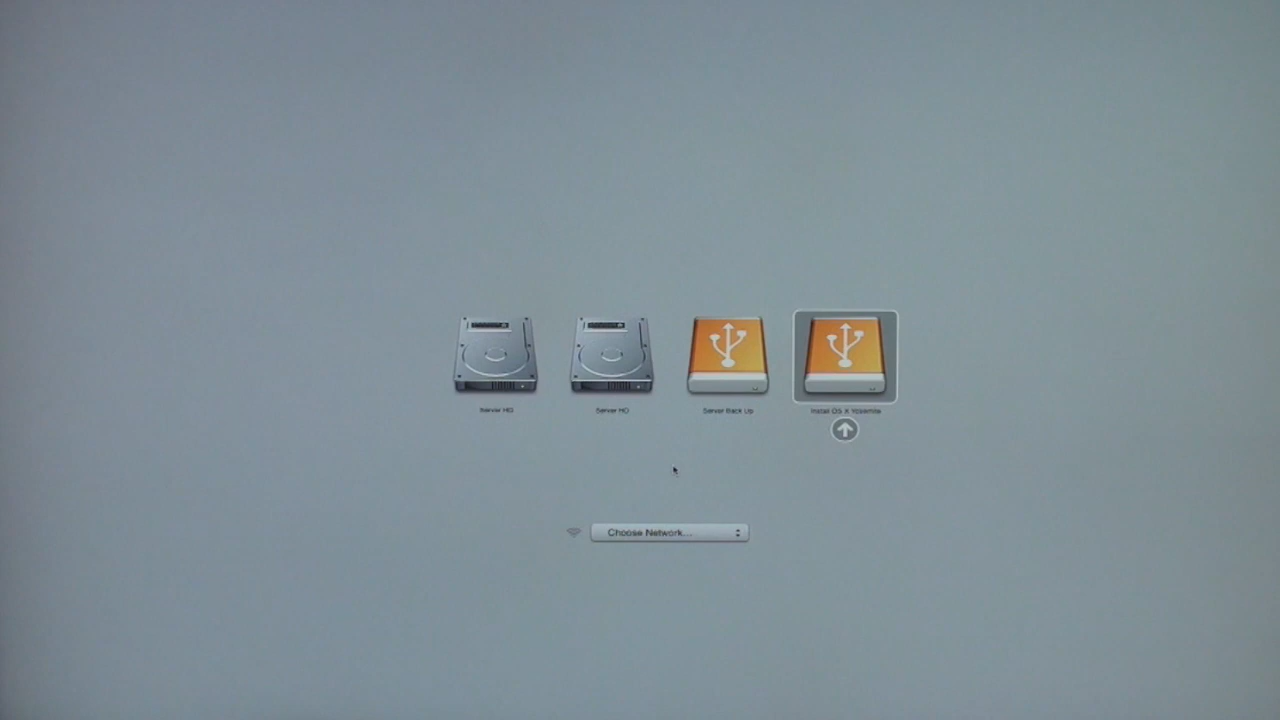 Server HD
Server HD
Server Back Up
Install OS X Yosemite
Choose Network...